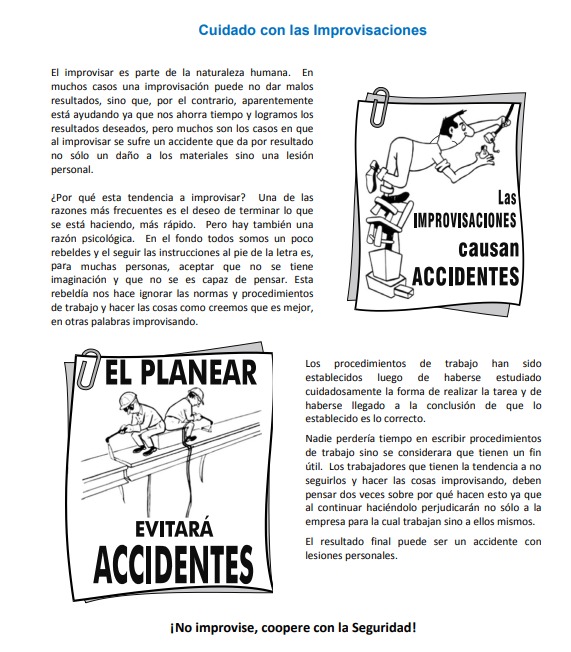 Cuidado con las Improvisaciones
El improvisar es parte de la naturaleza humana. En
muchos casos una improvisación puede no dar malos
resultados, sino que, por el contrario, aparentemente
está ayudando ya que nos ahorra tiempo y logramos los
resultados deseados, pero muchos son los casos en que
al improvisar se sufre un accidente que da por resultado
no sólo un daño a los materiales sino una lesión
personal.
¿Por qué esta tendencia a improvisar? Una de las
razones más frecuentes es el deseo de terminar lo que
se está haciendo, más rápido. Pero hay también una
razón psicológica. En el fondo todos somos un poco
rebeldes y el seguir las instrucciones al pie de la letra es,
para muchas personas, aceptar que no se tiene
imaginación y que no se es capaz de pensar. Esta
rebeldía nos hace ignorar las normas y procedimientos
de trabajo y hacer las cosas como creemos que es mejor,
en otras palabras improvisando.
Las
IMPROVISACIONES
causan
ACCIDENTES
EL PLANEAR
EVITARÁ
ACCIDENTES
Los procedimientos de trabajo han sido
establecidos luego de haberse estudiado
cuidadosamente la forma de realizar la tarea y de
haberse llegado a la conclusión de que lo
establecido es lo correcto.
Nadie perdería tiempo en escribir procedimientos
de trabajo sino se considerara que tienen un fin
útil. Los trabajadores que tienen la tendencia a no
seguirlos y hacer las cosas improvisando, deben
pensar dos veces sobre por qué hacen esto ya que
al continuar haciéndolo perjudicarán no sólo a la
empresa para la cual trabajan sino a ellos mismos.
El resultado final puede ser un accidente con
lesiones personales.
¡No improvise, coopere con la Seguridad!